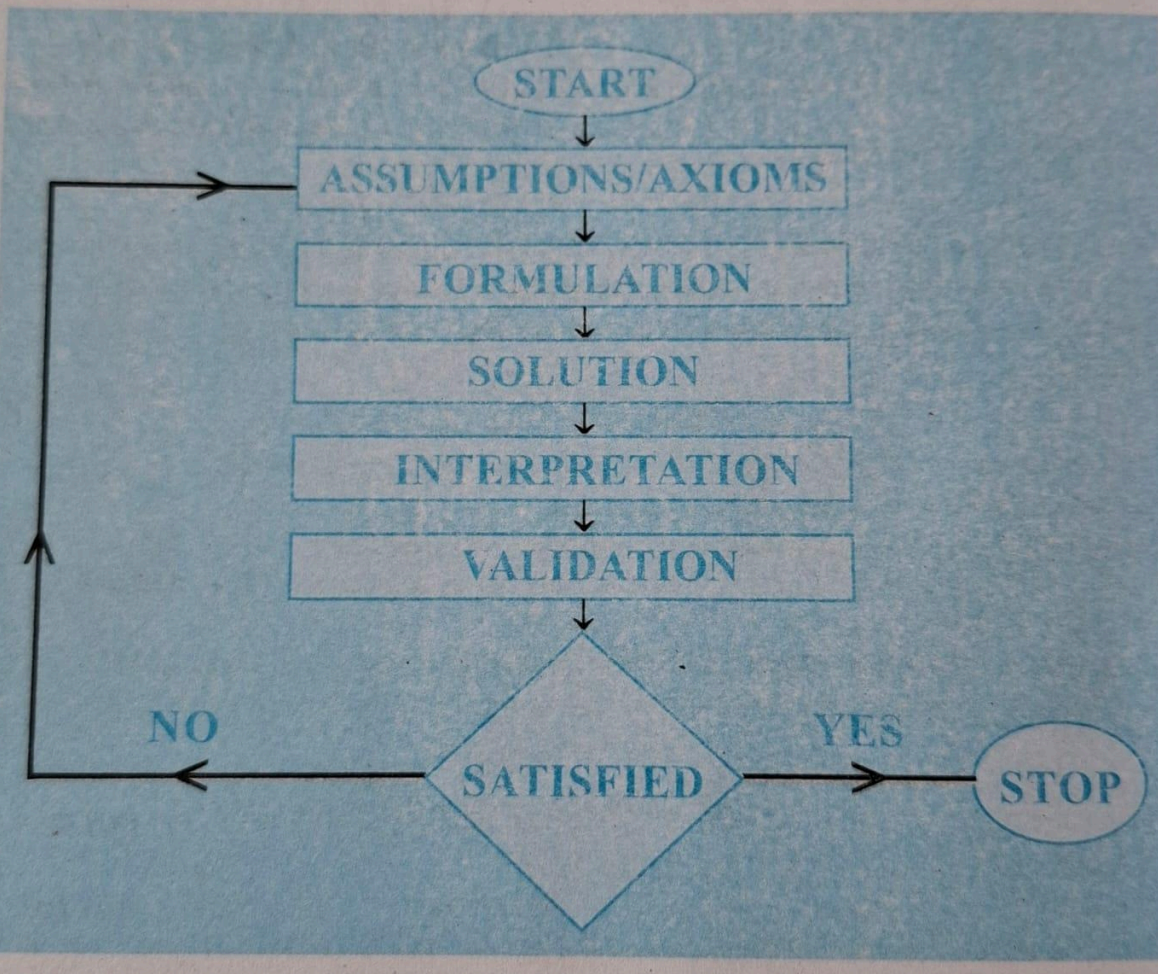 START
ASSUMPTIONS/AXIOMS
FORMULATION
SOLUTION
INTERPRETATION
VALIDATION
NO
YES
SATISFIED
STOP